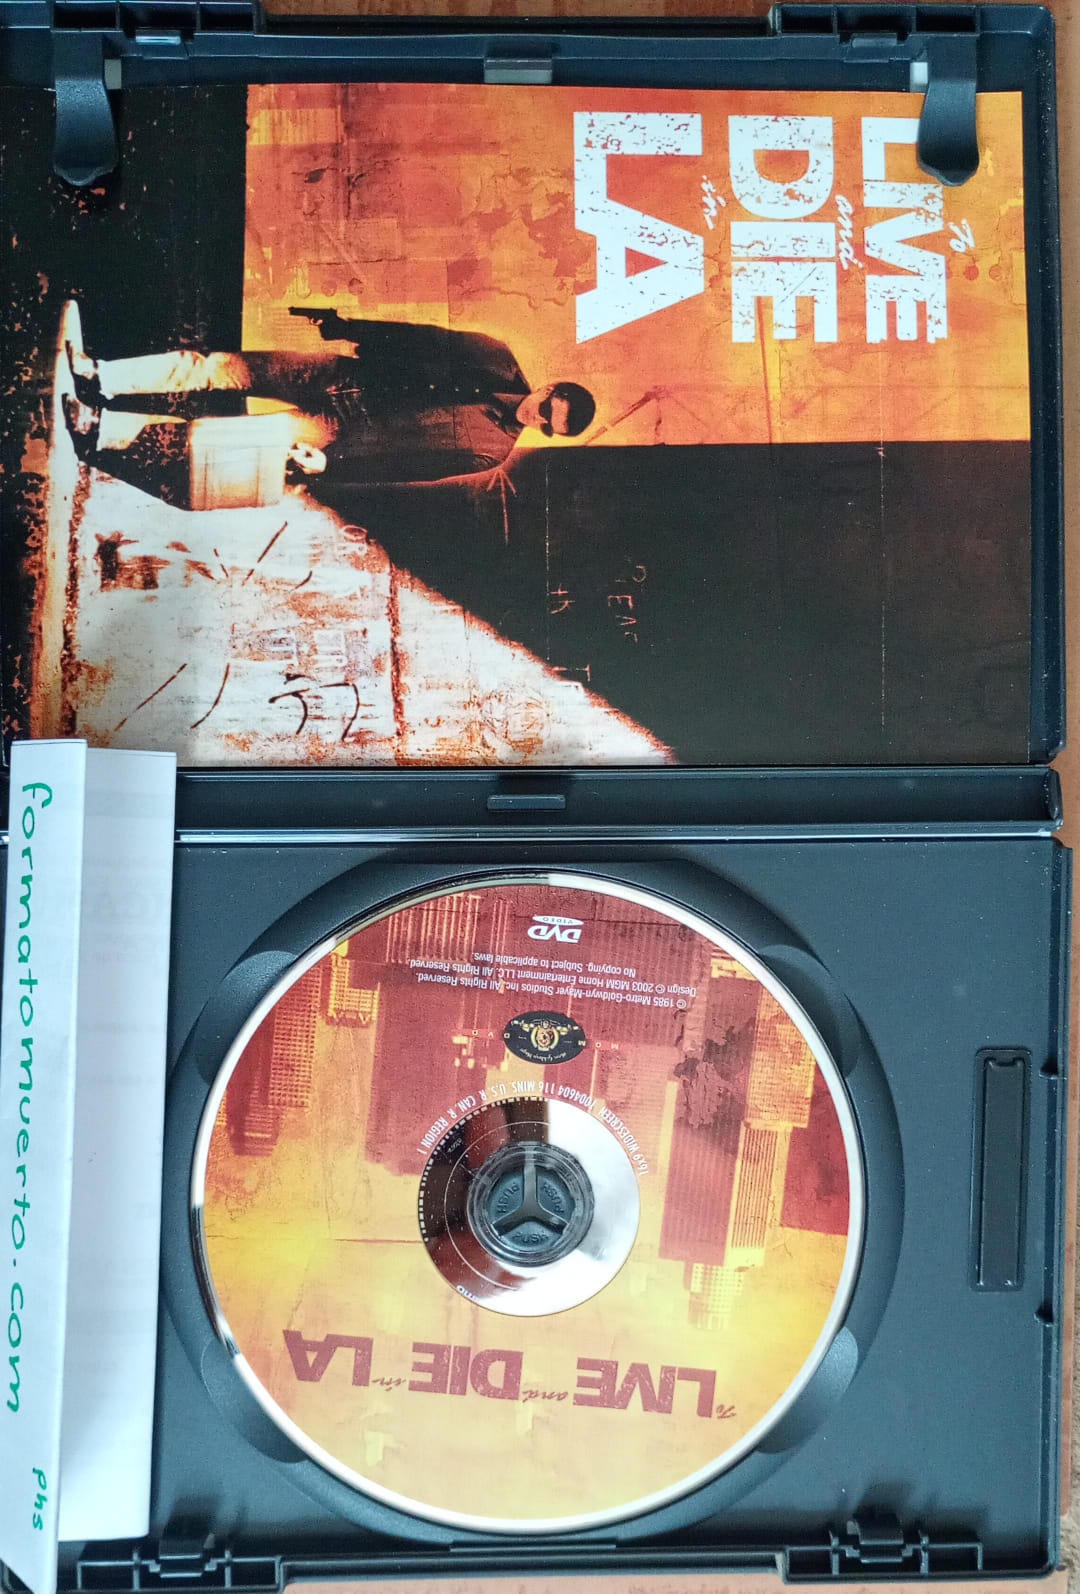 To
LIVE
and
DIE
in
LA
DVD
VIDEO
No copying. Subject to applicable laws.
Design © 2003 MGM Home Entertainment LLC. All Rights Reserved.
© 1985 Metro-Goldwyn-Mayer Studios Inc. All Rights Reserved.
M G M D V D
16x9 WIDESCREEN 1004604 116 MINS. U.S. R CAN. R REGION 1
PUSH
PUSH
PUSH
To LIVE and DIE in LA
formatomuerto.com phs